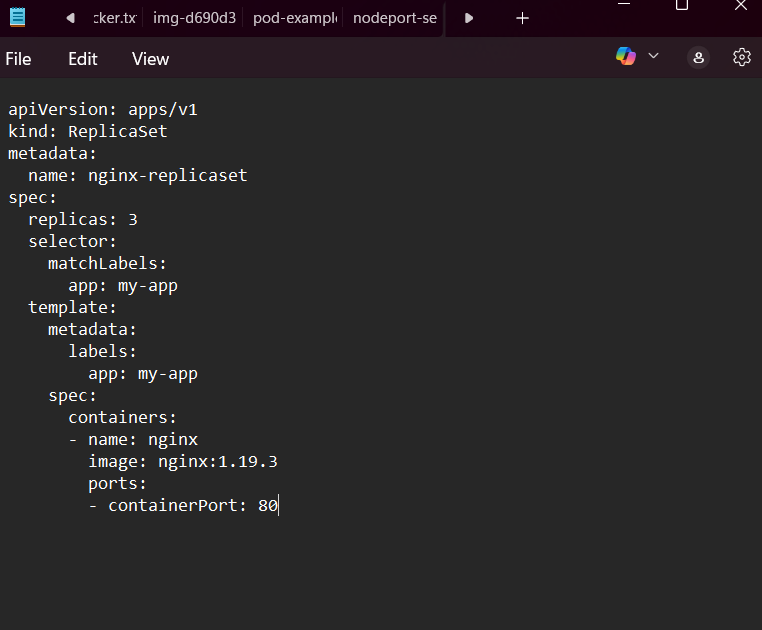 cker.tx img-d690d3 pod-example nodeport-se
File Edit View
apiVersion: apps/v1
kind: ReplicaSet
metadata:
  name: nginx-replicaset
spec:
  replicas: 3
  selector:
    matchLabels:
      app: my-app
  template:
    metadata:
      labels:
        app: my-app
    spec:
      containers:
      - name: nginx
        image: nginx:1.19.3
        ports:
        - containerPort: 80